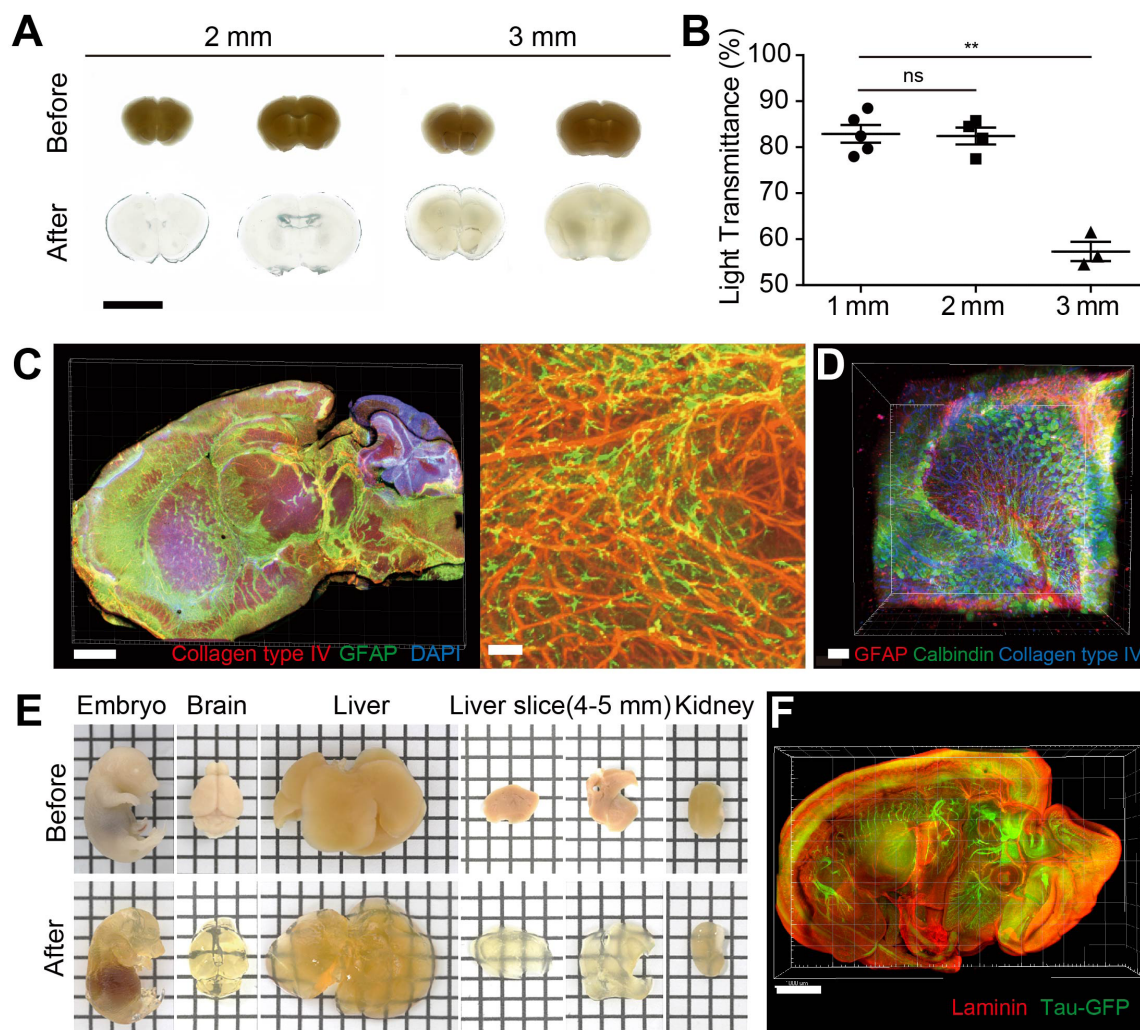 A
2 mm
3 mm
Before
After
B
Light Transmittance (%)
100
90
80
70
60
50
**
ns
1 mm
2 mm
3 mm
C
Collagen type IV GFAP DAPI
D
GFAP Calbindin Collagen type IV
E
Embryo Brain Liver Liver slice(4-5 mm) Kidney
Before
After
F
Laminin Tau-GFP